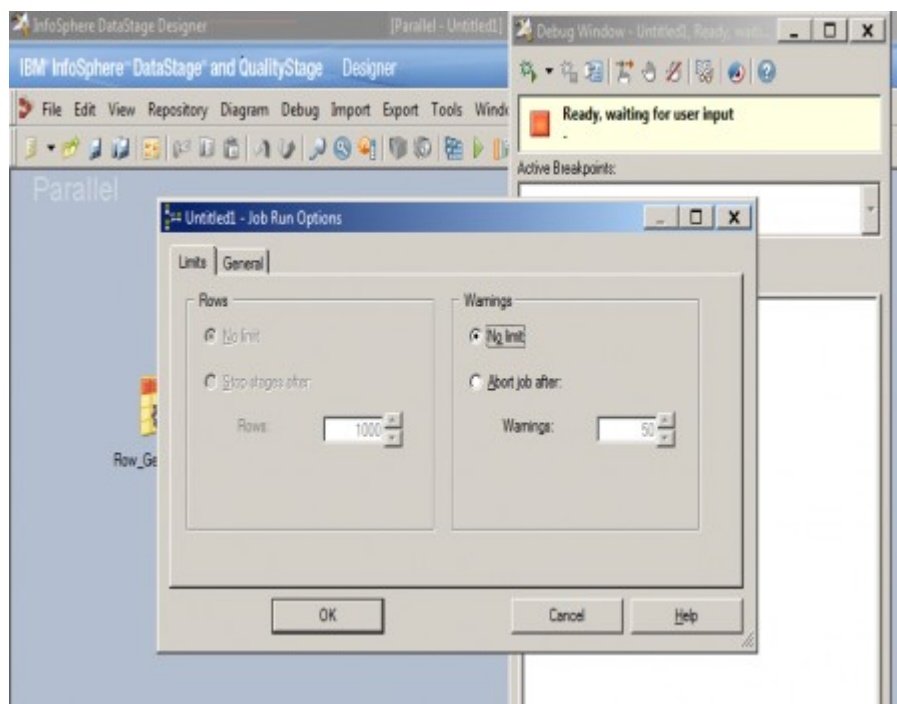 InfoSphere DataStage Designer
[Parallel - Untitled1]
Debug Window - Untitled1, Ready, waiti...
IBM® InfoSphere™ DataStage® and QualityStage Designer
File Edit View Repository Diagram Debug Import Export Tools Windo
Ready, waiting for user input
-
Active Breakpoints:
Parallel
Untitled1 - Job Run Options
Limits General
Rows
No limit
Stop stages after:
Rows: 1000
Warnings
No limit
Abort job after:
Warnings: 50
Row_Ge
OK Cancel Help